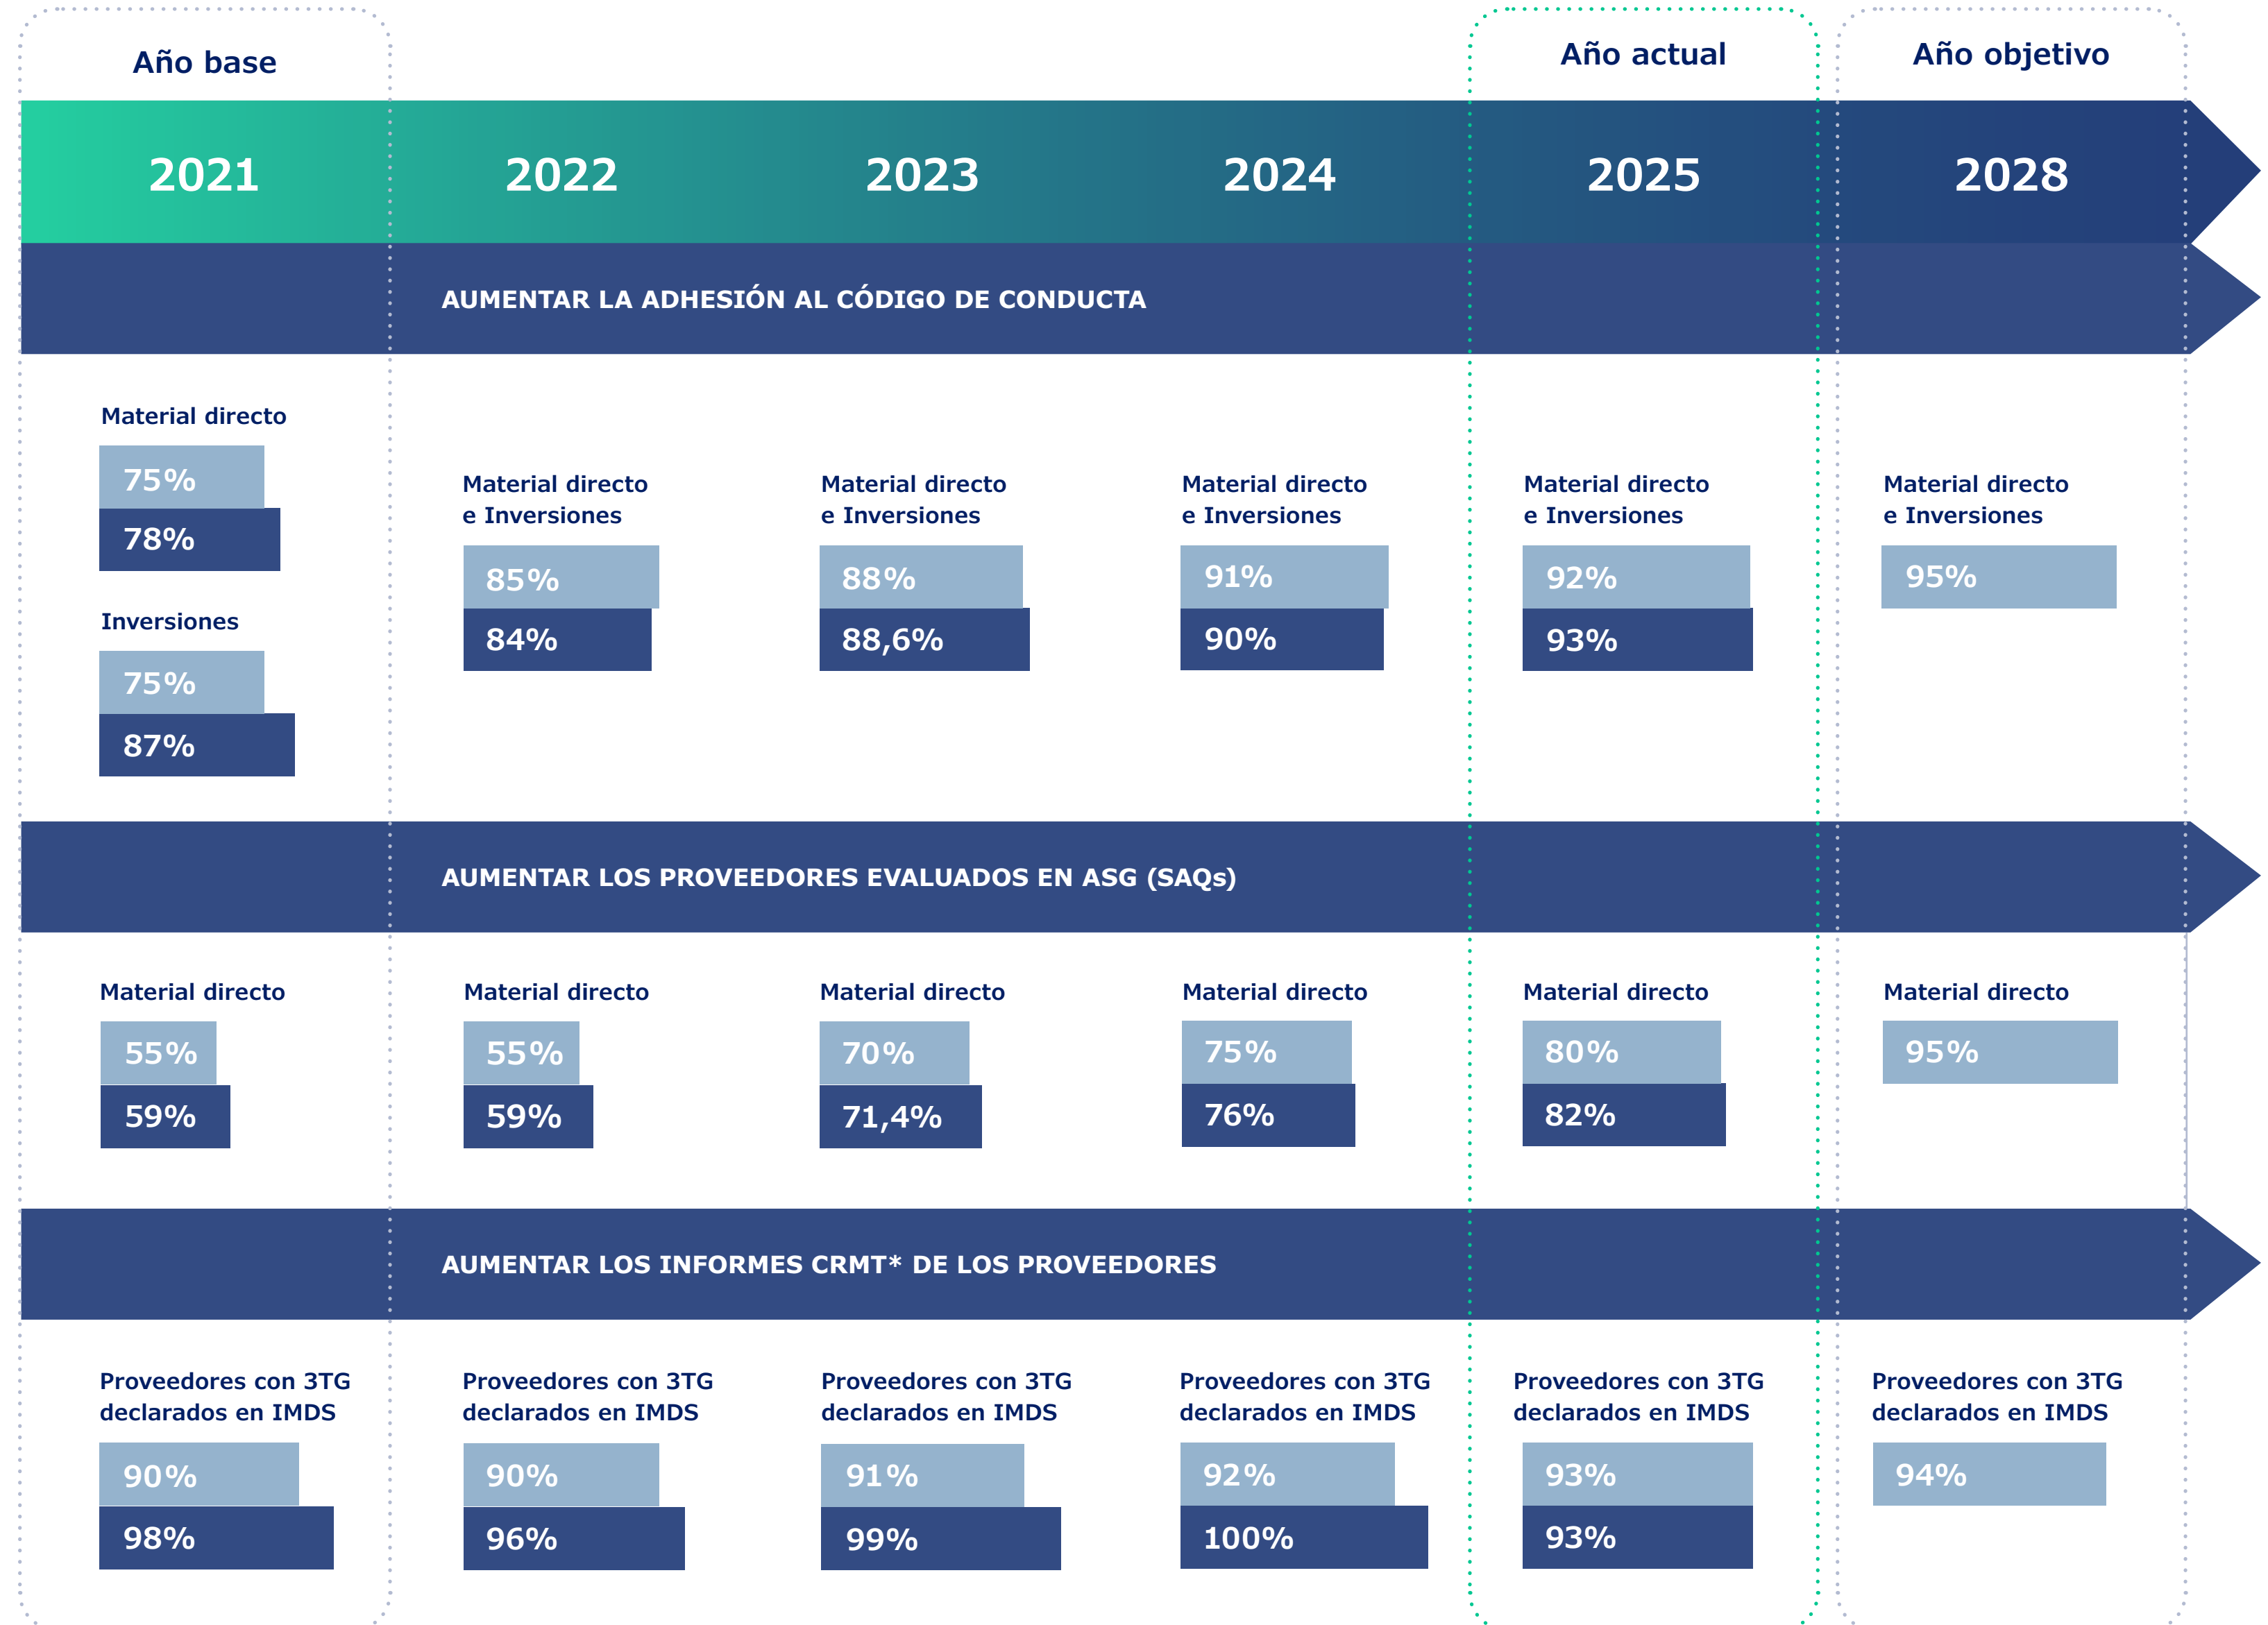 Año base
Año actual
Año objetivo
2021
2022
2023
2024
2025
2028
AUMENTAR LA ADHESIÓN AL CÓDIGO DE CONDUCTA
Material directo
75%
78%
Inversiones
75%
87%
Material directo
e Inversiones
85%
84%
Material directo
e Inversiones
88%
88,6%
Material directo
e Inversiones
91%
90%
Material directo
e Inversiones
92%
93%
Material directo
e Inversiones
95%
AUMENTAR LOS PROVEEDORES EVALUADOS EN ASG (SAQs)
Material directo
55%
59%
Material directo
55%
59%
Material directo
70%
71,4%
Material directo
75%
76%
Material directo
80%
82%
Material directo
95%
AUMENTAR LOS INFORMES CRMT* DE LOS PROVEEDORES
Proveedores con 3TG
declarados en IMDS
90%
98%
Proveedores con 3TG
declarados en IMDS
90%
96%
Proveedores con 3TG
declarados en IMDS
91%
99%
Proveedores con 3TG
declarados en IMDS
92%
100%
Proveedores con 3TG
declarados en IMDS
93%
93%
Proveedores con 3TG
declarados en IMDS
94%